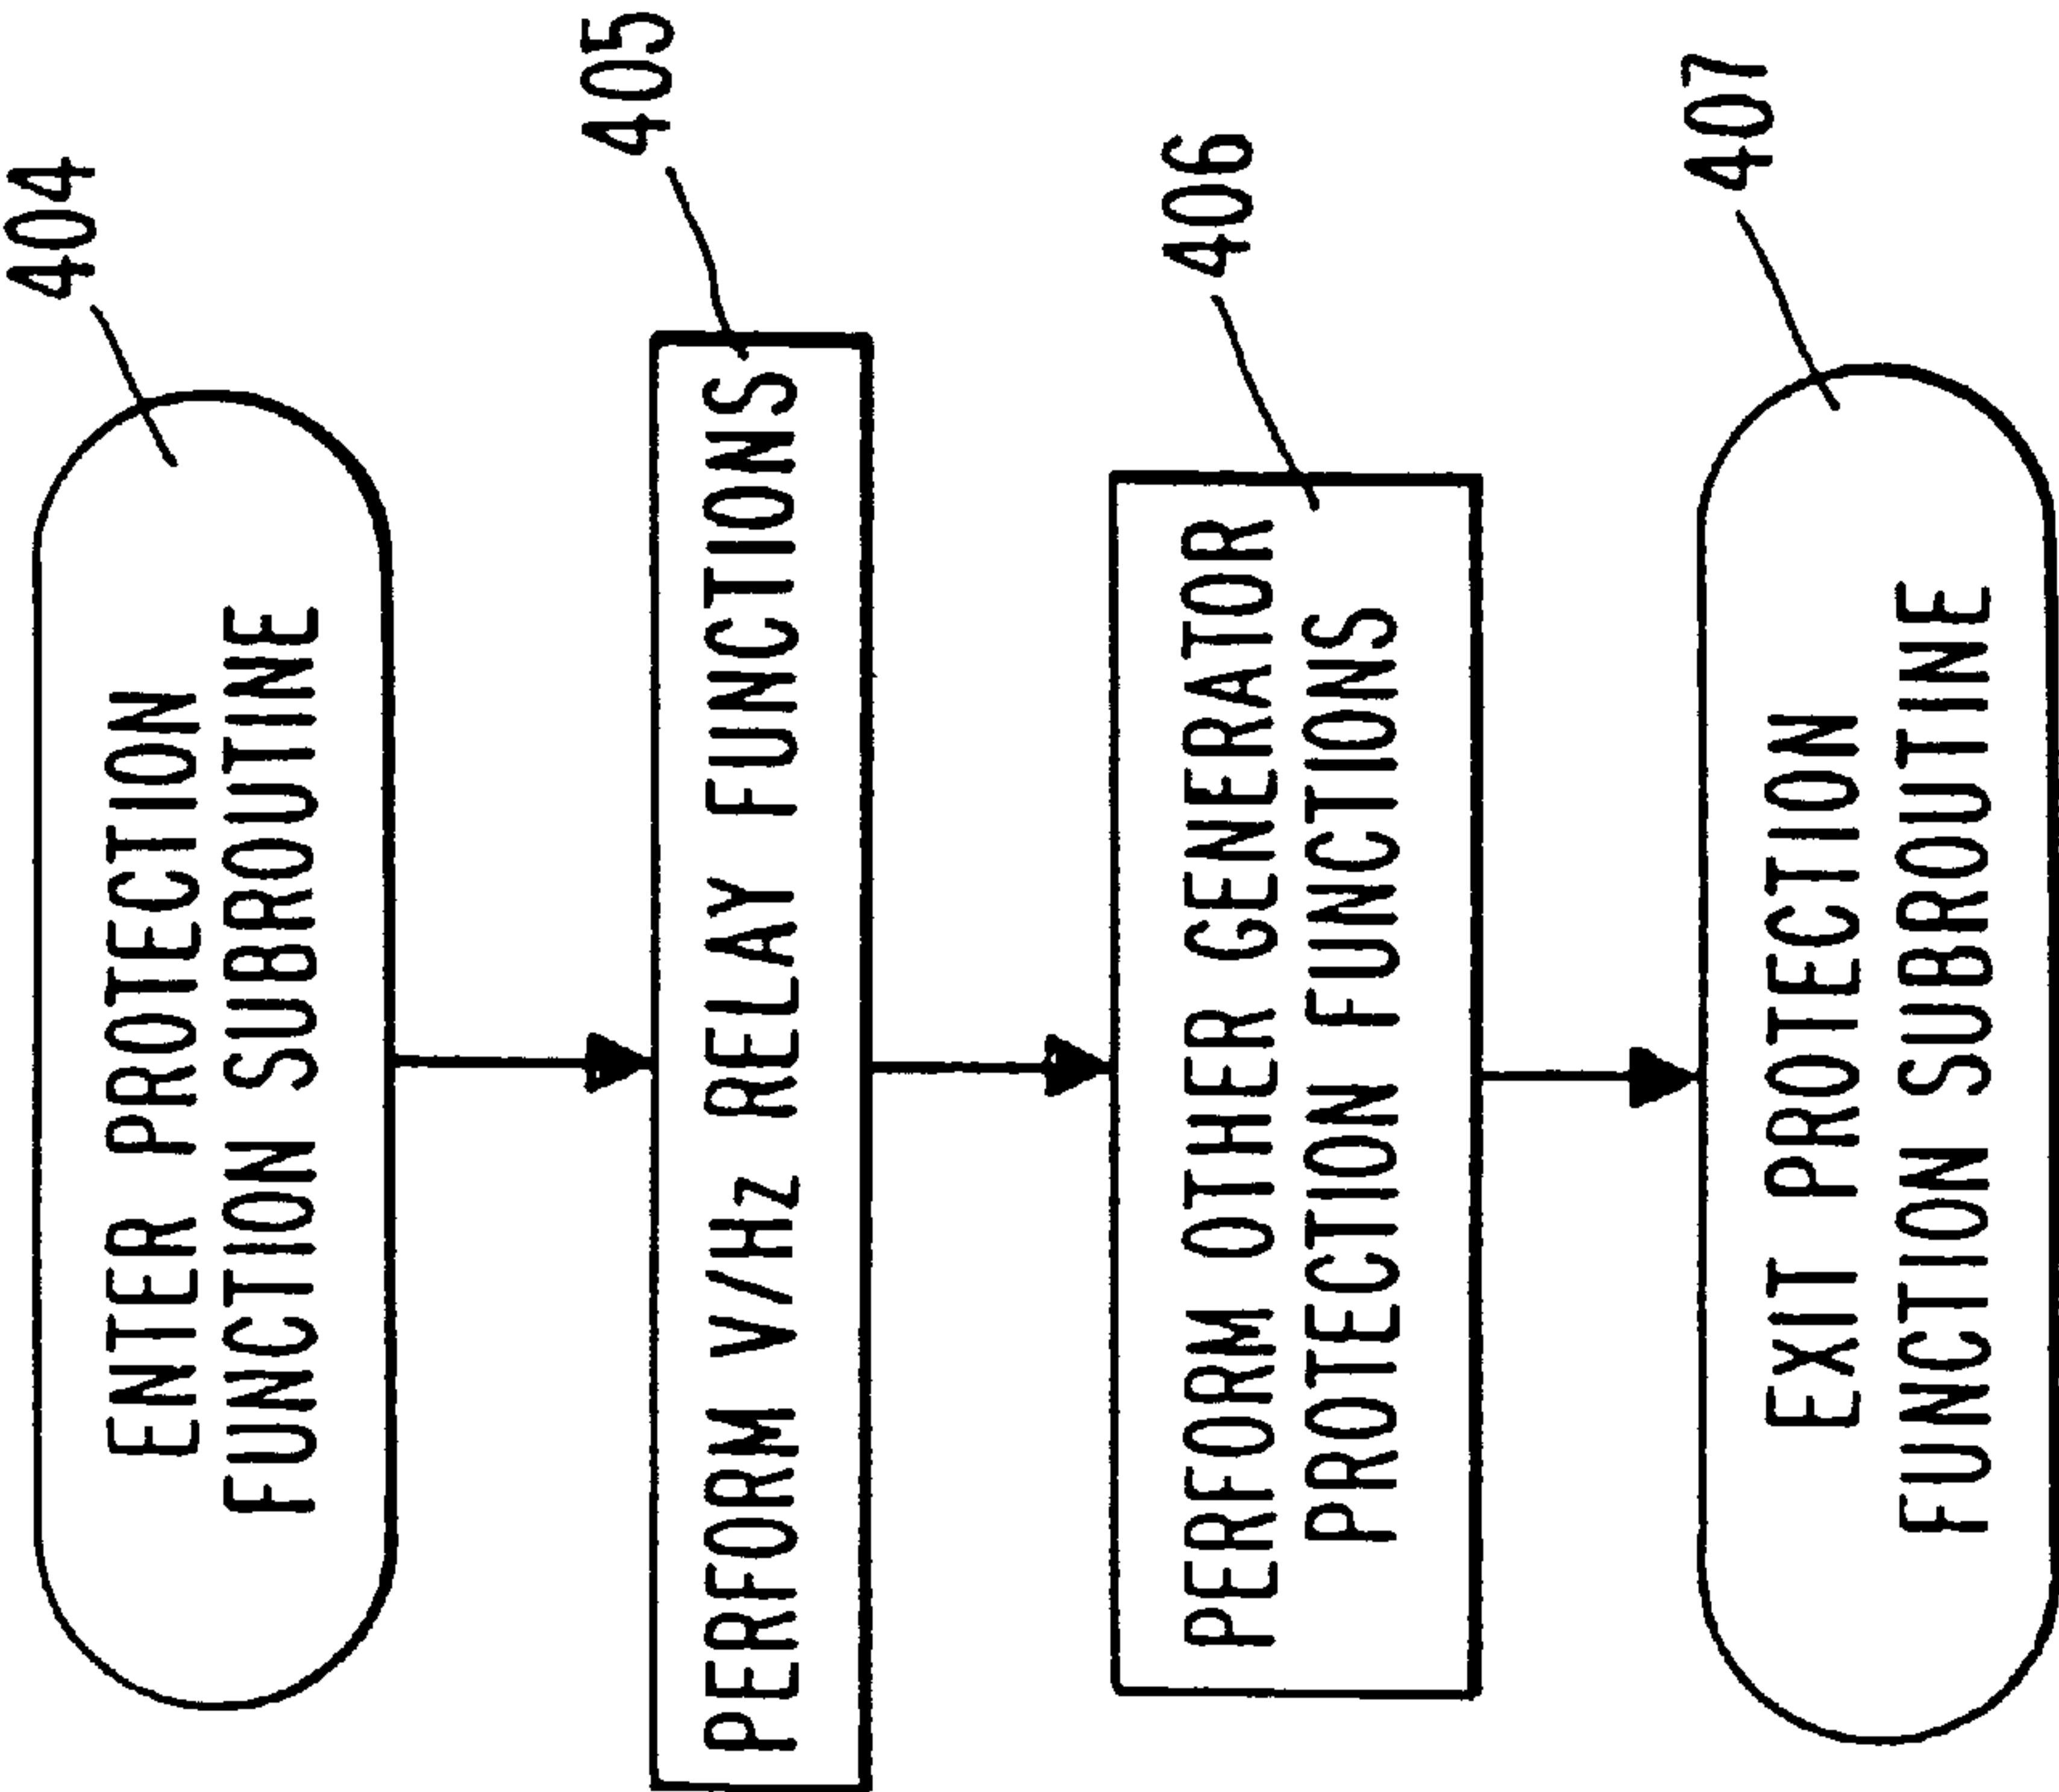 404
ENTER PROTECTION
FUNCTION SUBROUTINE
405
PERFORM V/Hz RELAY FUNCTIONS
406
PERFORM OTHER GENERATOR
PROTECTION FUNCTIONS
407
EXIT PROTECTION
FUNCTION SUBROUTINE